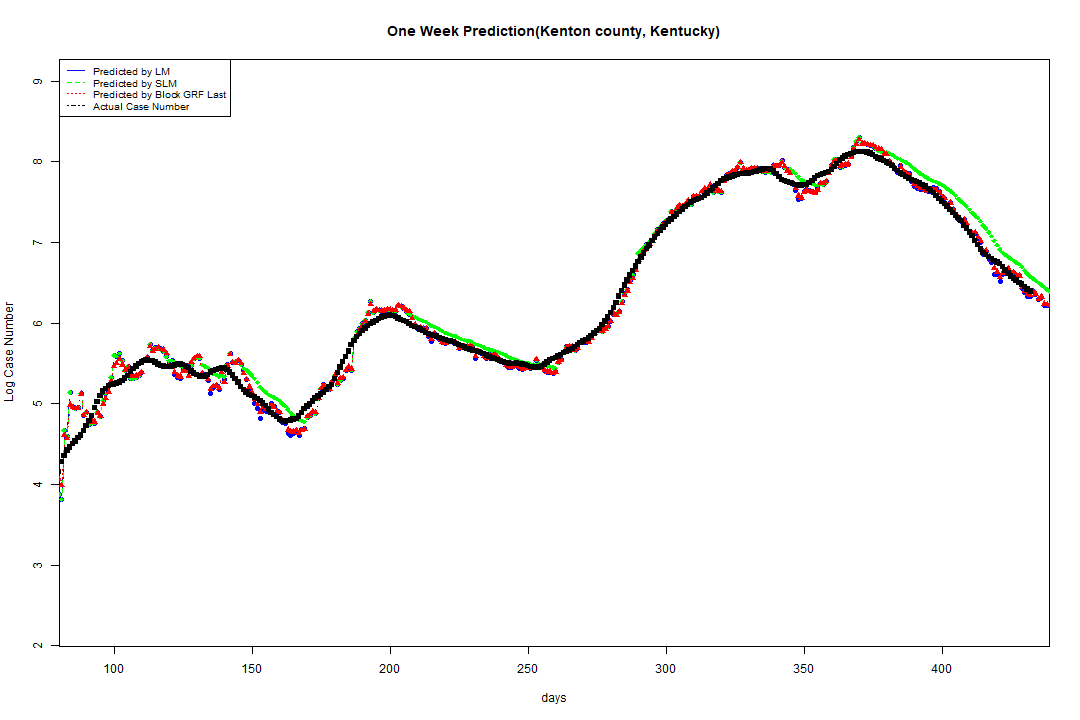 One Week Prediction(Kenton county, Kentucky)
Predicted by LM
Predicted by SLM
Predicted by Block GRF Last
Actual Case Number
9
8
7
6
5
4
3
2
Log Case Number
100 150 200 250 300 350 400
days